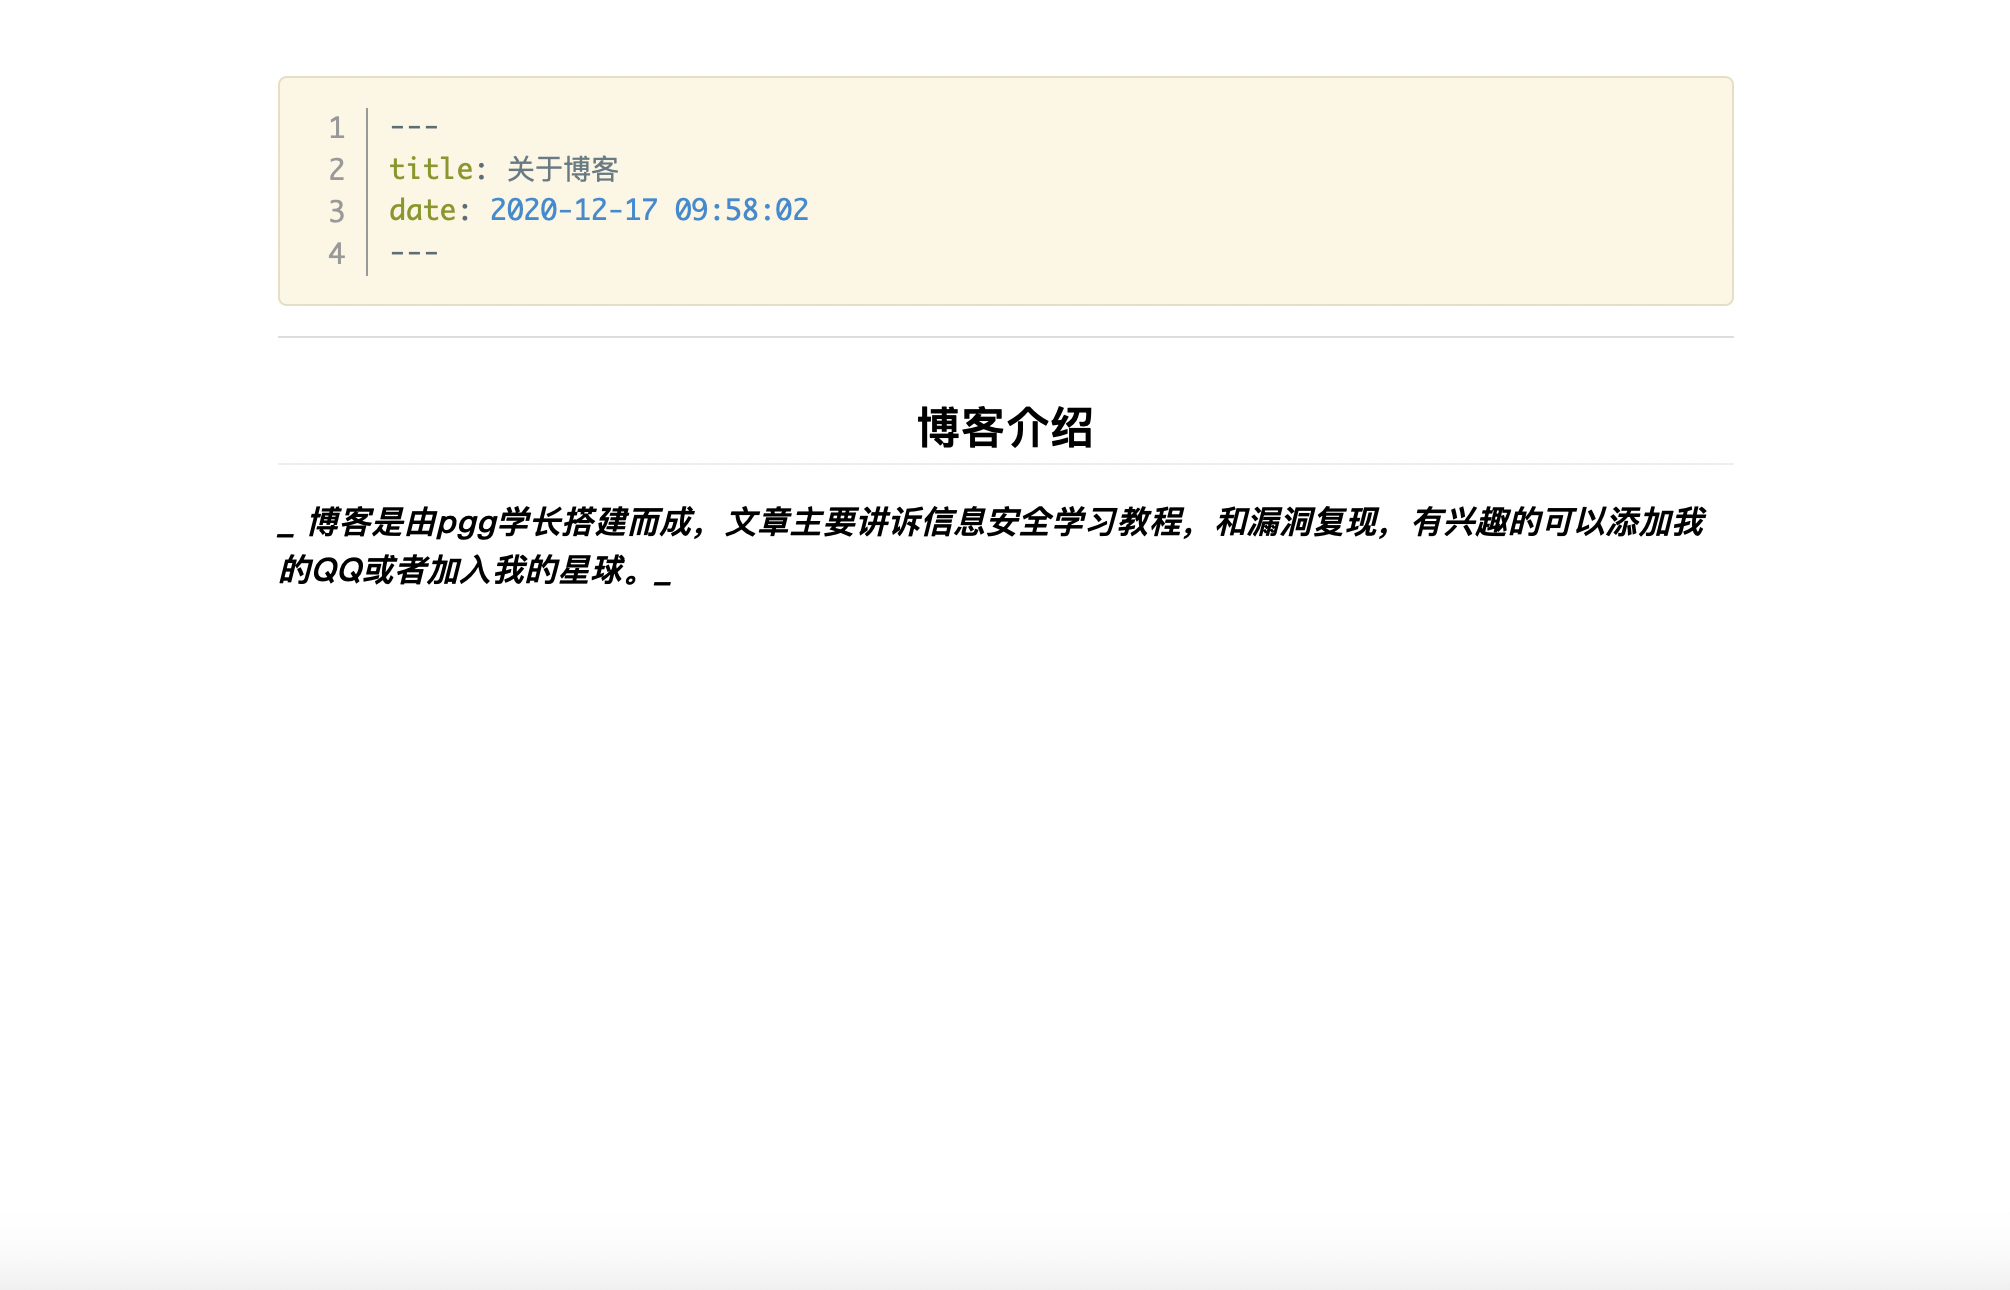 1 ---
2 title: 关于博客
3 date: 2020-12-17 09:58:02
4 ---
博客介绍
_ 博客是由pgg学长搭建而成，文章主要讲诉信息安全学习教程，和漏洞复现，有兴趣的可以添加我
的QQ或者加入我的星球。_